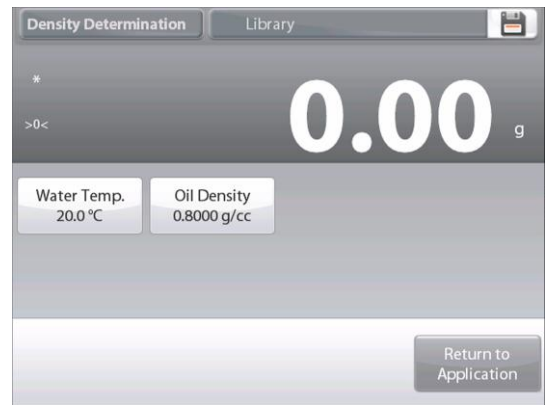 Density Determination Library
*
>0<
0.00 g
Water Temp.
20.0 °C
Oil Density
0.8000 g/cc
Return to
Application